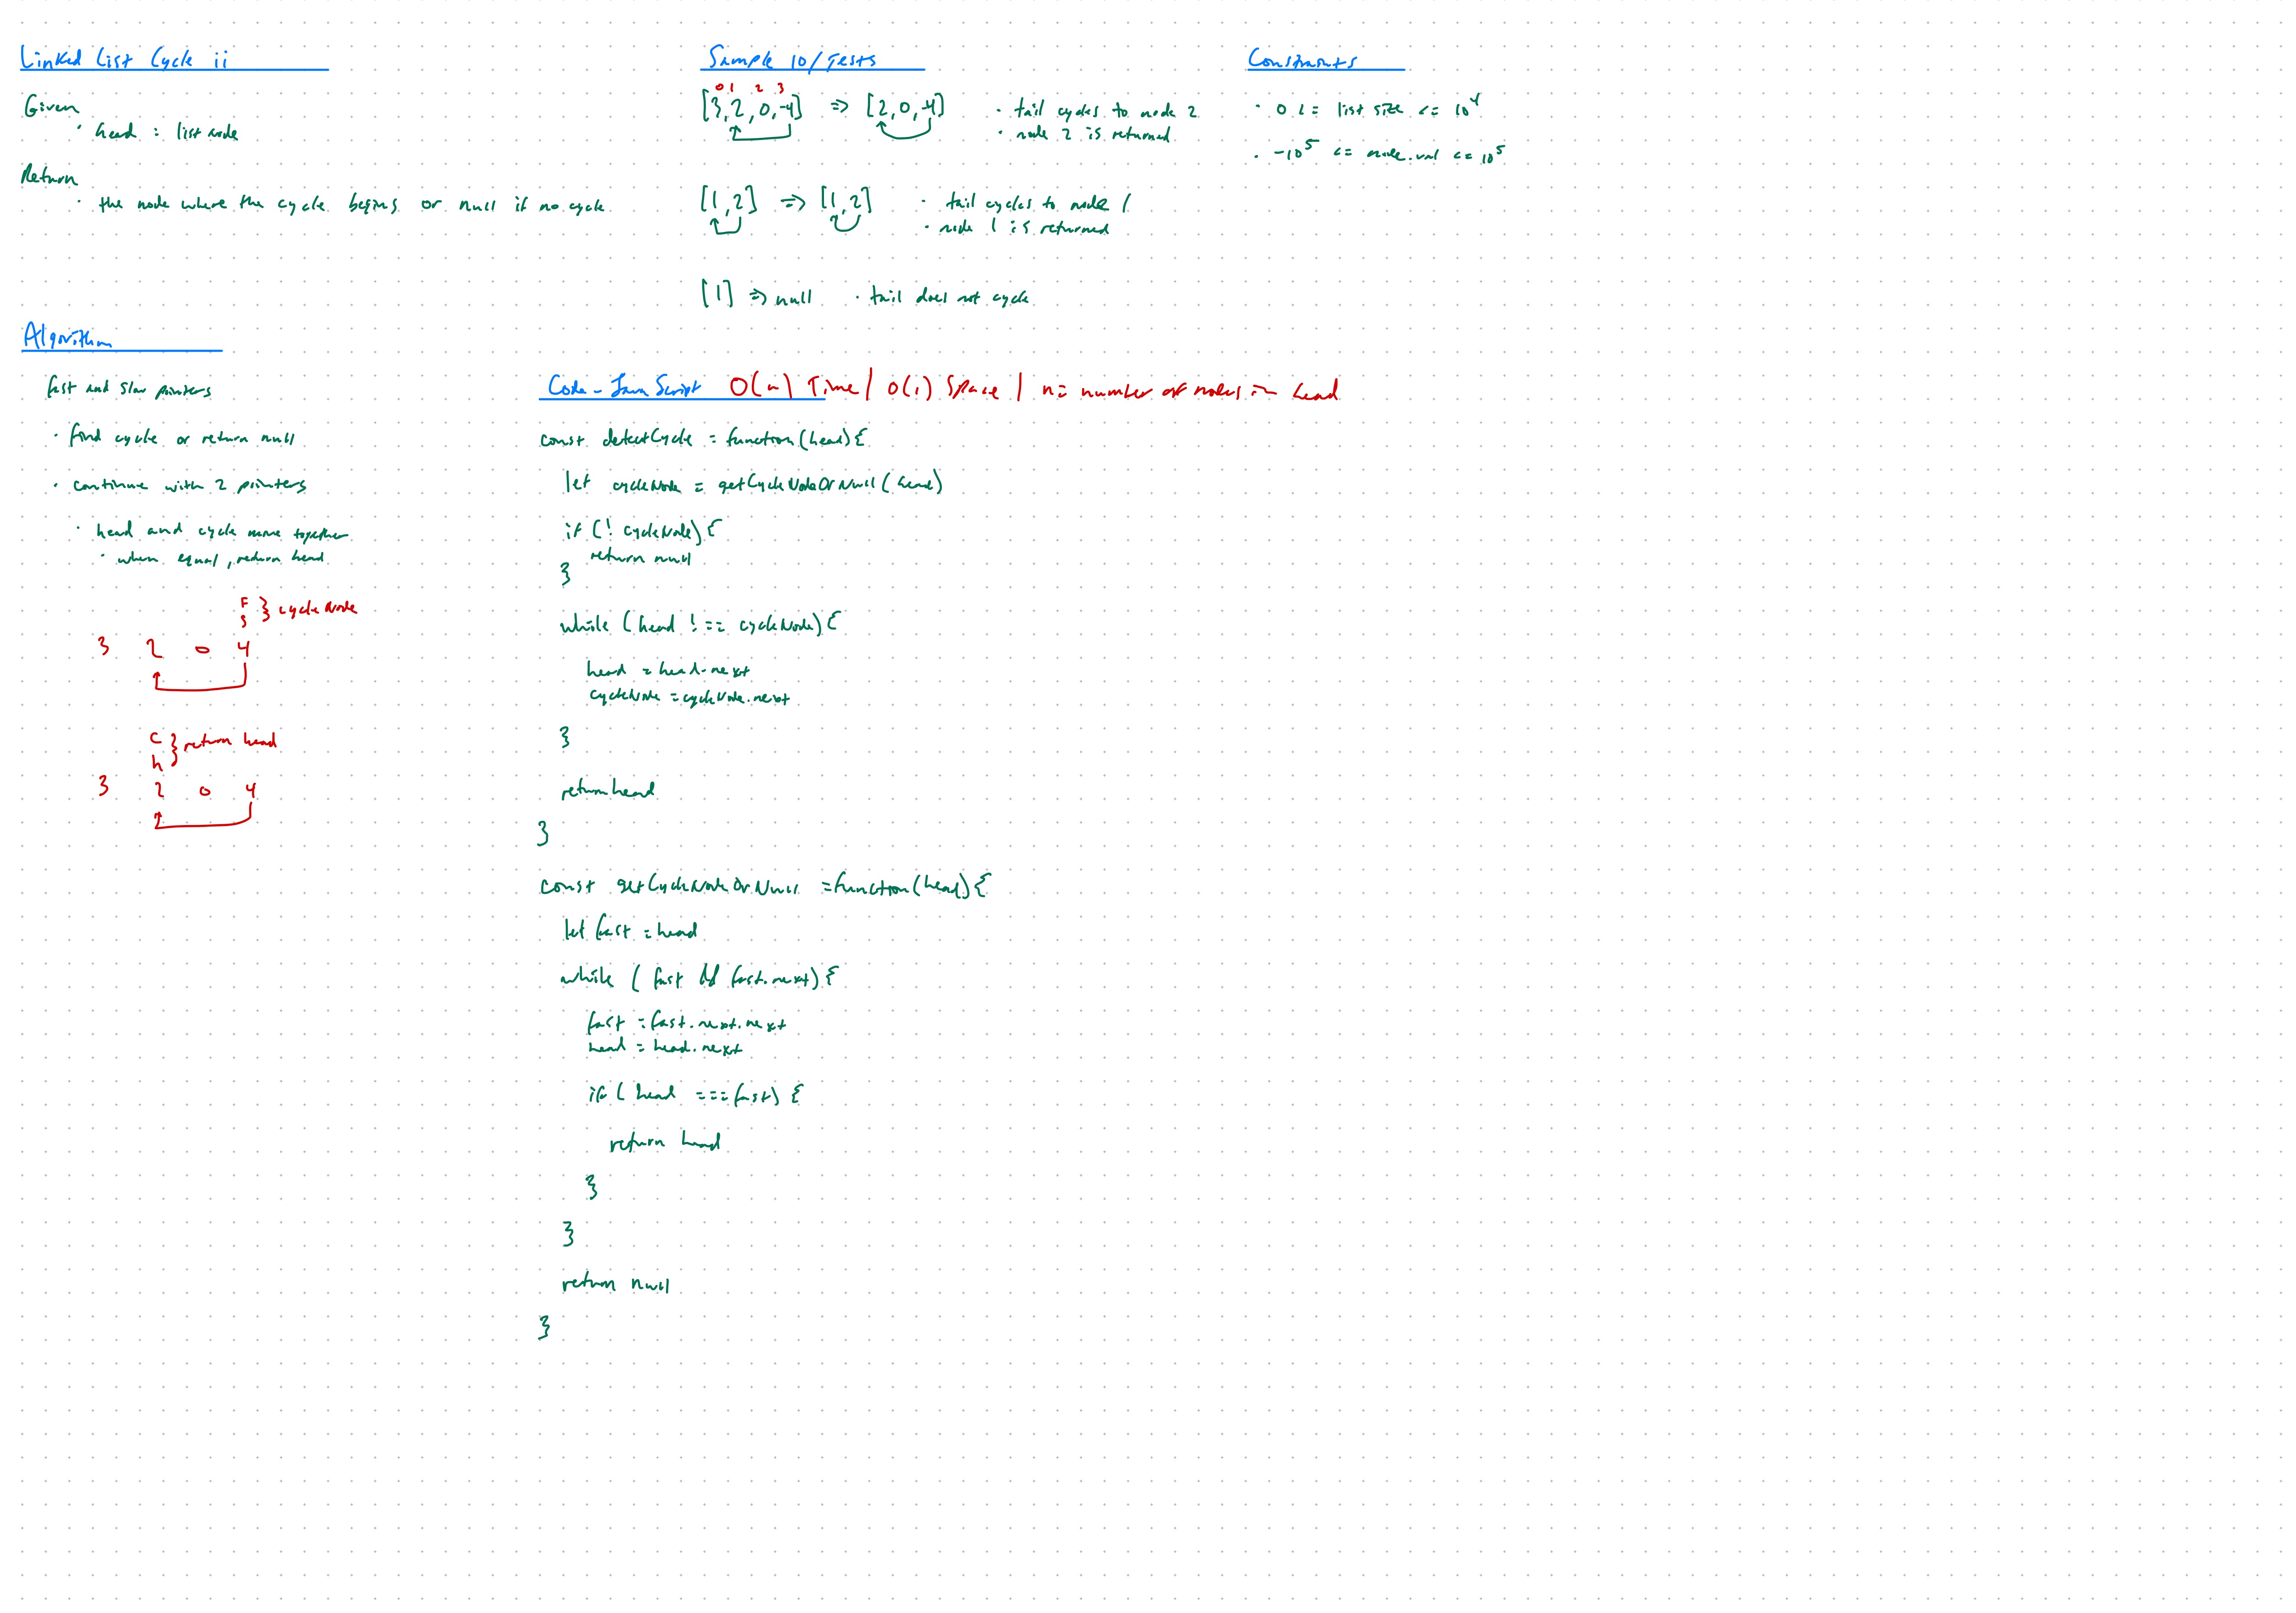 Linked List Cycle ii
Given
· head : list node
Return
· the node where the cycle begins or null if no cycle
Sample IO/Tests
0 1 2 3
[3, 2, 0, -4] => [2, 0, -4] · tail cycles to node 2
· node 2 is returned
[1, 2] => [1, 2] · tail cycles to node 1
· node 1 is returned
[1] => null · tail does not cycle
Constraints
· 0 <= list size <= 10^4
· -10^5 <= node.val <= 10^5
Algorithm
fast and slow pointers
· find cycle or return null
· continue with 2 pointers
· head and cycle move together
· when equal, return head
F
S } cycleNode
3 2 0 4
C
h } return head
3 2 0 4
Code - JavaScript O(n) Time | O(1) Space | n = number of nodes in head
const detectCycle = function(head){
let cycleNode = getCycleNodeOrNull(head)
if (! cycleNode){
return null
}
while (head !== cycleNode){
head = head.next
cycleNode = cycleNode.next
}
return head
}
const getCycleNodeOrNull = function(head){
let fast = head
while ( fast && fast.next){
fast = fast.next.next
head = head.next
if ( head === fast) {
return head
}
}
return null
}